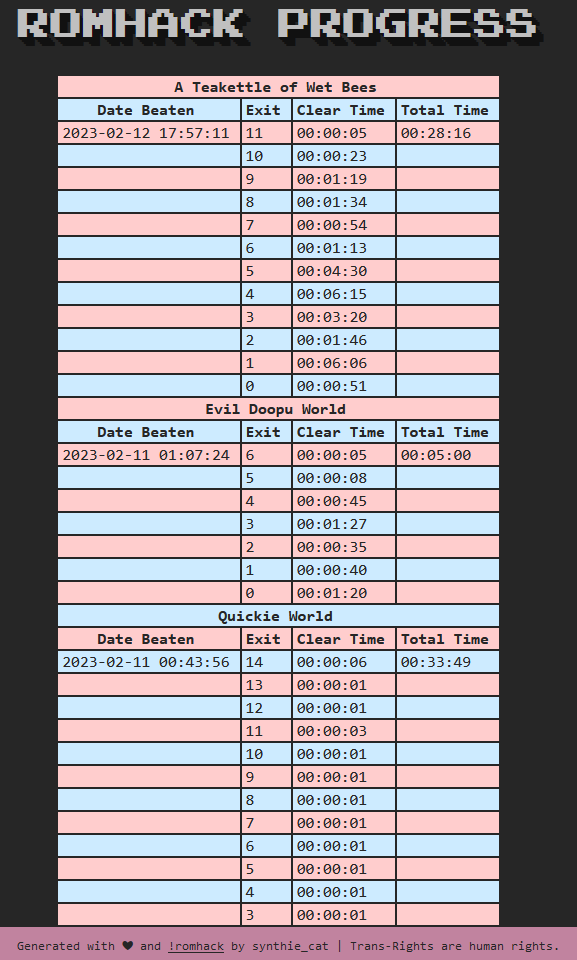 ROMHACK PROGRESS
A Teakettle of Wet Bees
Date Beaten Exit Clear Time Total Time
2023-02-12 17:57:11 11 00:00:05 00:28:16
10 00:00:23
9 00:01:19
8 00:01:34
7 00:00:54
6 00:01:13
5 00:04:30
4 00:06:15
3 00:03:20
2 00:01:46
1 00:06:06
0 00:00:51
Evil Doopu World
Date Beaten Exit Clear Time Total Time
2023-02-11 01:07:24 6 00:00:05 00:05:00
5 00:00:08
4 00:00:45
3 00:01:27
2 00:00:35
1 00:00:40
0 00:01:20
Quickie World
Date Beaten Exit Clear Time Total Time
2023-02-11 00:43:56 14 00:00:06 00:33:49
13 00:00:01
12 00:00:01
11 00:00:03
10 00:00:01
9 00:00:01
8 00:00:01
7 00:00:01
6 00:00:01
5 00:00:01
4 00:00:01
3 00:00:01
Generated with ♥ and !romhack by synthie_cat | Trans-Rights are human rights.